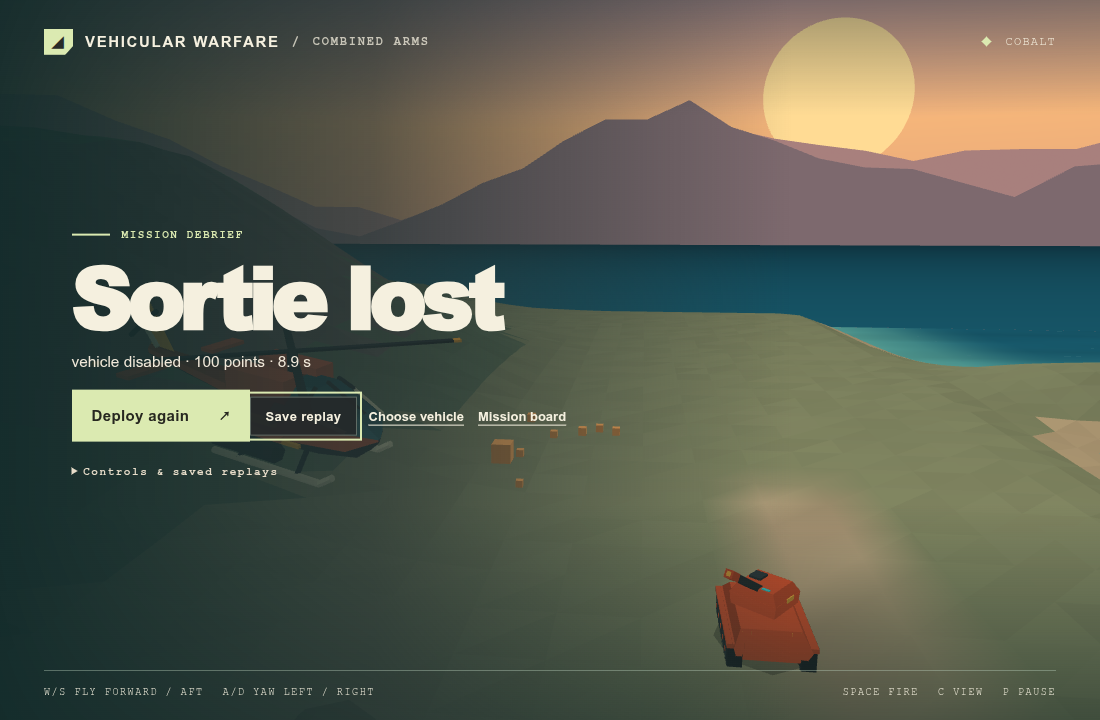 VEHICULAR WARFARE / COMBINED ARMS
COBALT
MISSION DEBRIEF
Sortie lost
vehicle disabled · 100 points · 8.9 s
Deploy again ↗ Save replay Choose vehicle Mission board
Controls & saved replays
W/S FLY FORWARD / AFT A/D YAW LEFT / RIGHT
SPACE FIRE C VIEW P PAUSE